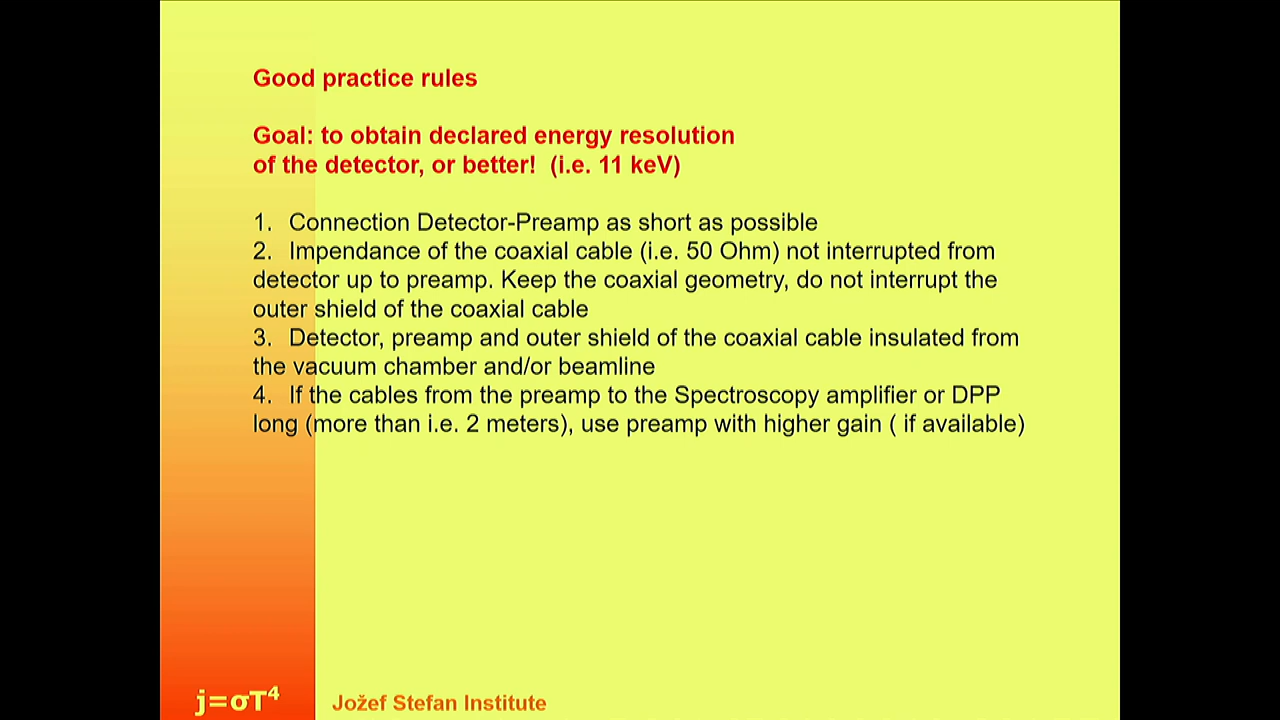 Good practice rules
Goal: to obtain declared energy resolution
of the detector, or better! (i.e. 11 keV)
1. Connection Detector-Preamp as short as possible
2. Impendance of the coaxial cable (i.e. 50 Ohm) not interrupted from
detector up to preamp. Keep the coaxial geometry, do not interrupt the
outer shield of the coaxial cable
3. Detector, preamp and outer shield of the coaxial cable insulated from
the vacuum chamber and/or beamline
4. If the cables from the preamp to the Spectroscopy amplifier or DPP
long (more than i.e. 2 meters), use preamp with higher gain ( if available)
j=σT⁴
Jožef Stefan Institute